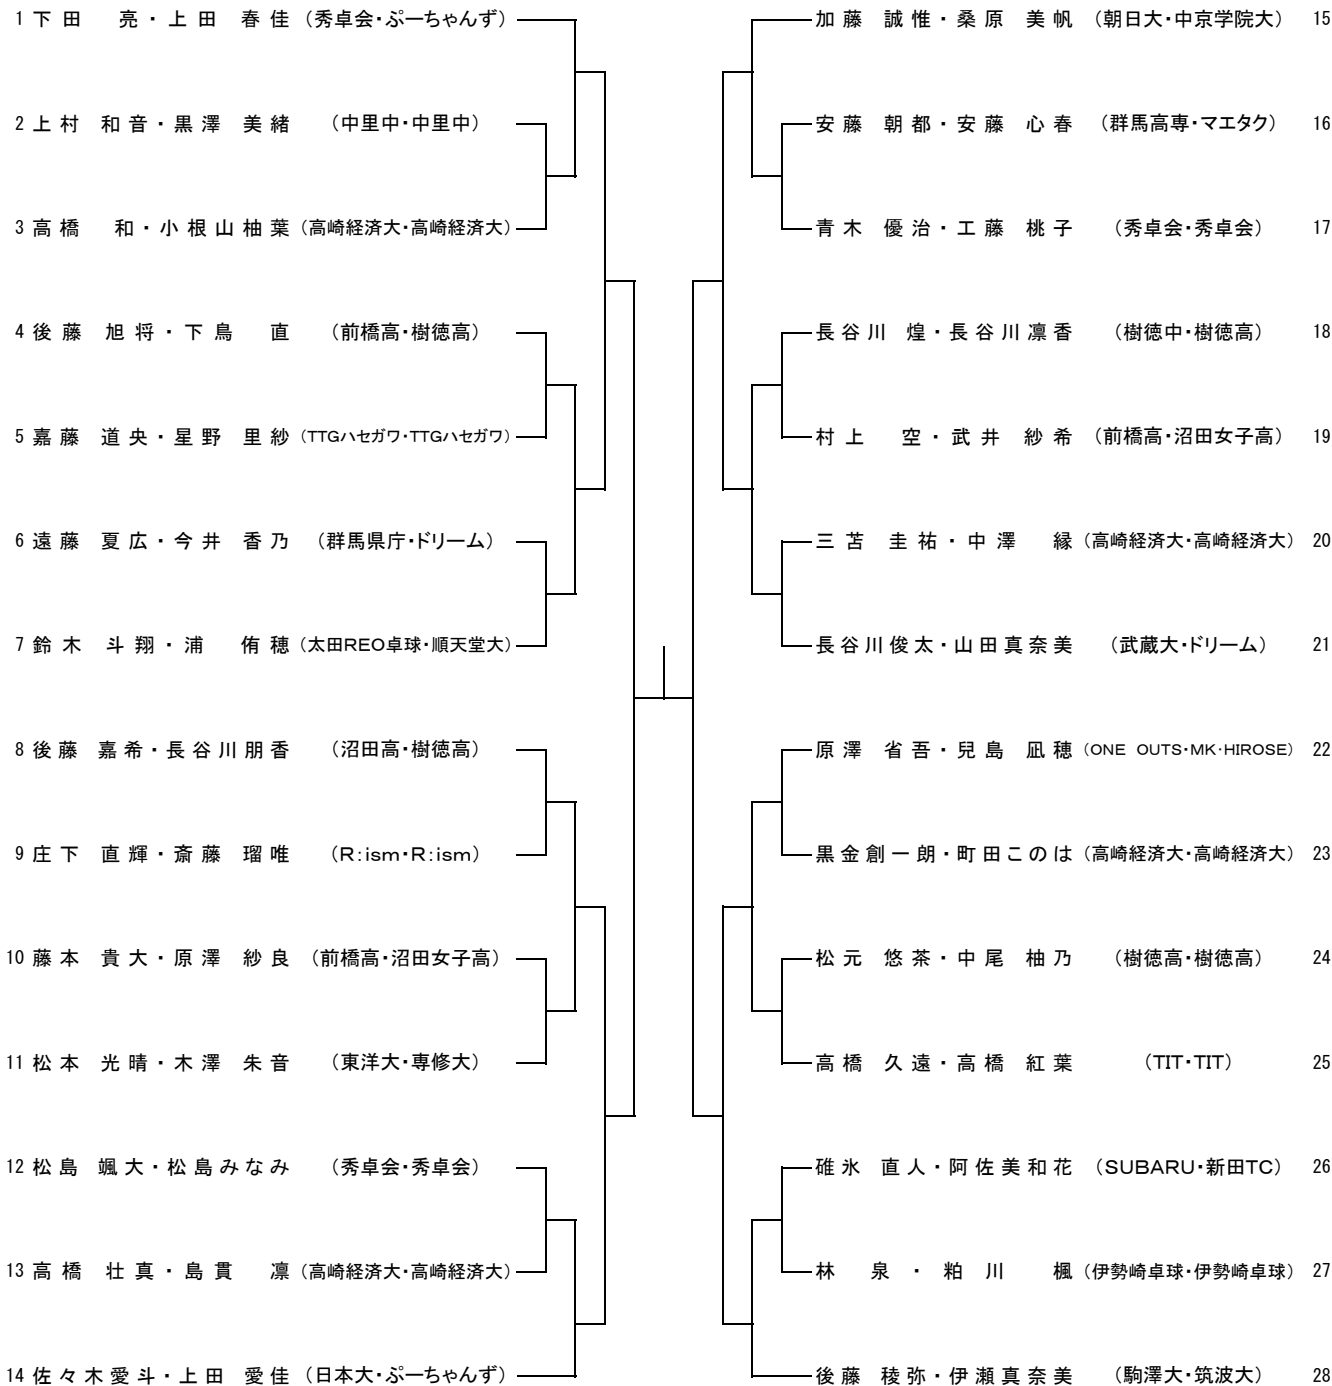 1 下田 亮・上田 春佳 (秀卓会・ぷーちゃんず)
2 上村 和音・黒澤 美緒 (中里中・中里中)
3 高橋 和・小根山柚葉 (高崎経済大・高崎経済大)
4 後藤 旭将・下鳥 直 (前橋高・樹徳高)
5 嘉藤 道央・星野 里紗 (TTGハセガワ・TTGハセガワ)
6 遠藤 夏広・今井 香乃 (群馬県庁・ドリーム)
7 鈴木 斗翔・浦 侑穂 (太田REO卓球・順天堂大)
8 後藤 嘉希・長谷川朋香 (沼田高・樹徳高)
9 庄下 直輝・斎藤 瑠唯 (R:ism・R:ism)
10 藤本 貴大・原澤 紗良 (前橋高・沼田女子高)
11 松本 光晴・木澤 朱音 (東洋大・専修大)
12 松島 颯大・松島みなみ (秀卓会・秀卓会)
13 高橋 壮真・島貫 凛 (高崎経済大・高崎経済大)
14 佐々木愛斗・上田 愛佳 (日本大・ぷーちゃんず)
加藤 誠惟・桑原 美帆 (朝日大・中京学院大) 15
安藤 朝都・安藤 心春 (群馬高専・マエタク) 16
青木 優治・工藤 桃子 (秀卓会・秀卓会) 17
長谷川 煌・長谷川凛香 (樹徳中・樹徳高) 18
村上 空・武井 紗希 (前橋高・沼田女子高) 19
三苫 圭祐・中澤 縁 (高崎経済大・高崎経済大) 20
長谷川俊太・山田真奈美 (武蔵大・ドリーム) 21
原澤 省吾・兒島 凪穂 (ONE OUTS・MK・HIROSE) 22
黒金創一朗・町田このは (高崎経済大・高崎経済大) 23
松元 悠茶・中尾 柚乃 (樹徳高・樹徳高) 24
高橋 久遠・高橋 紅葉 (TIT・TIT) 25
碓氷 直人・阿佐美和花 (SUBARU・新田TC) 26
林 泉・粕川 楓 (伊勢崎卓球・伊勢崎卓球) 27
後藤 稜弥・伊瀬真奈美 (駒澤大・筑波大) 28